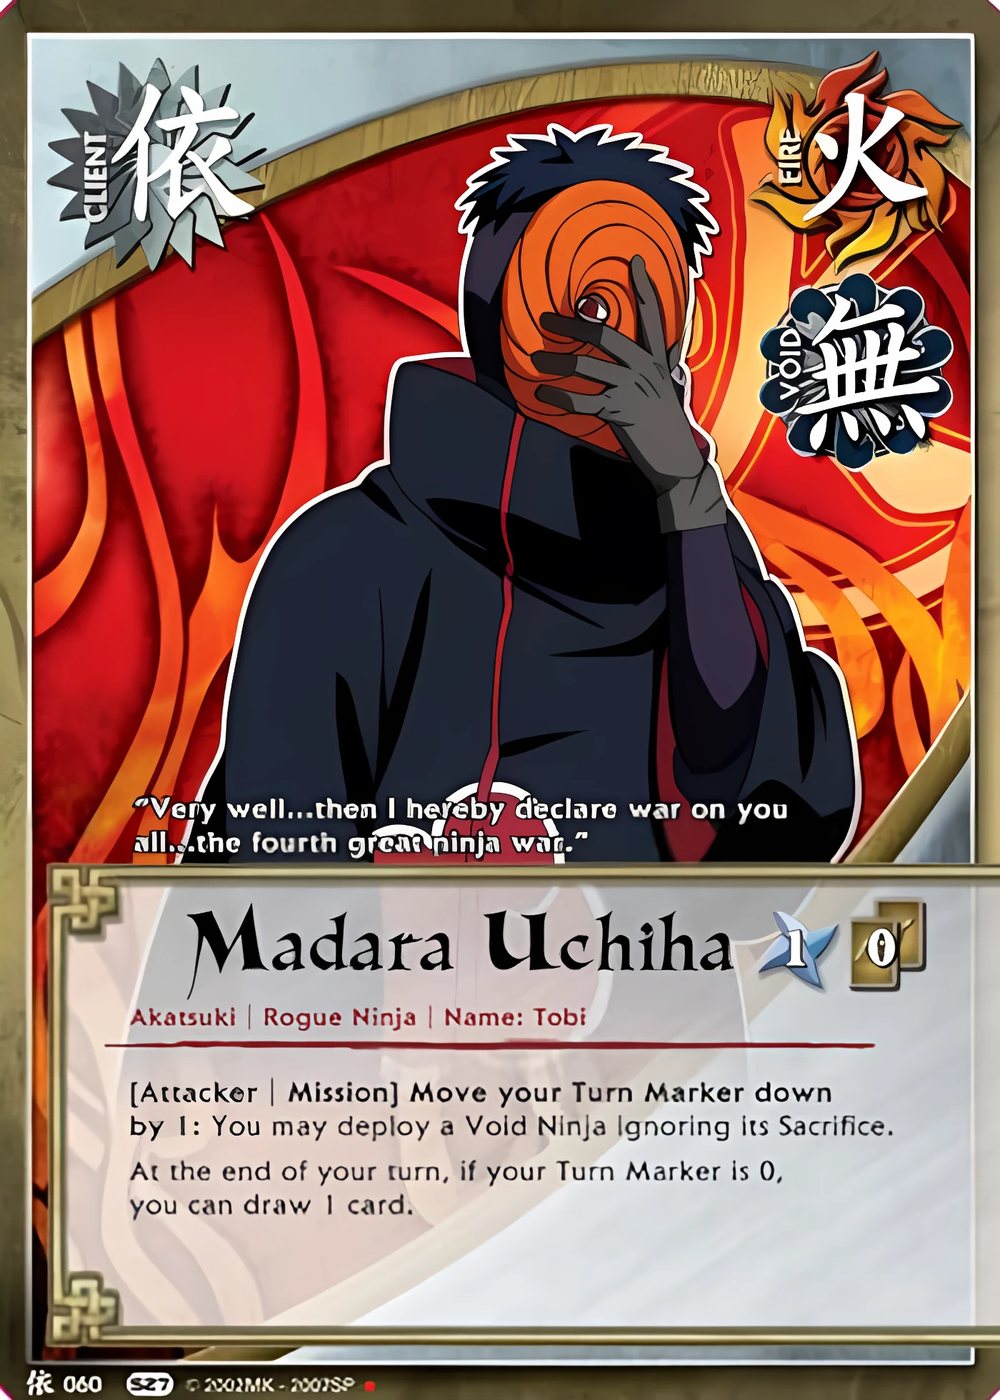 CLIENT
依
FIRE
火
VOID
無
“Very well...then I hereby declare war on you
all...the fourth great ninja war.”
Madara Uchiha 1 0
Akatsuki | Rogue Ninja | Name: Tobi
[Attacker | Mission] Move your Turn Marker down
by 1: You may deploy a Void Ninja ignoring its Sacrifice.
At the end of your turn, if your Turn Marker is 0,
you can draw 1 card.
依 060 S27 © 2002MK - 2007SP